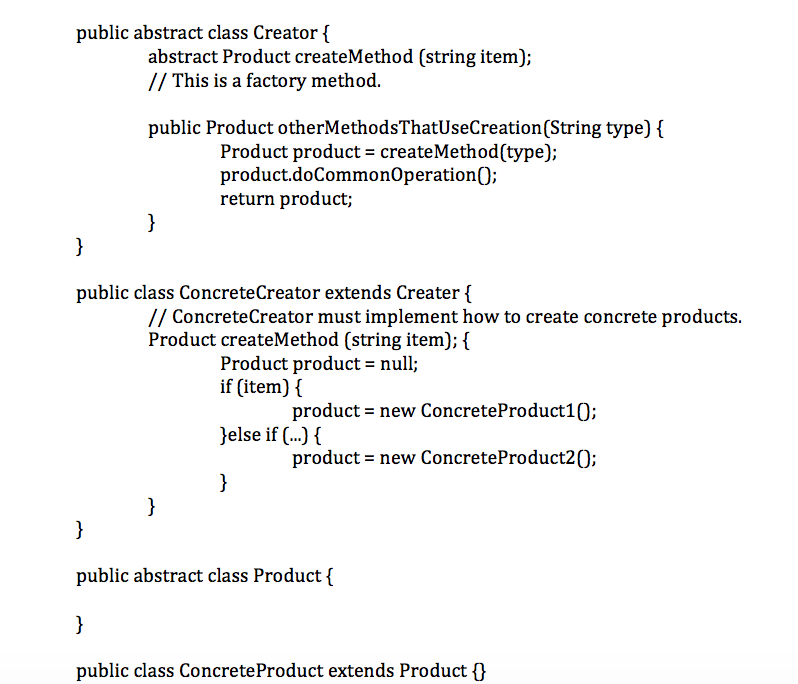 public abstract class Creator {
abstract Product createMethod (string item);
// This is a factory method.
public Product otherMethodsThatUseCreation(String type) {
Product product = createMethod(type);
product.doCommonOperation();
return product;
}
}
public class ConcreteCreator extends Creater {
// ConcreteCreator must implement how to create concrete products.
Product createMethod (string item); {
Product product = null;
if (item) {
product = new ConcreteProduct1();
}else if (...) {
product = new ConcreteProduct2();
}
}
}
public abstract class Product {
}
public class ConcreteProduct extends Product {}